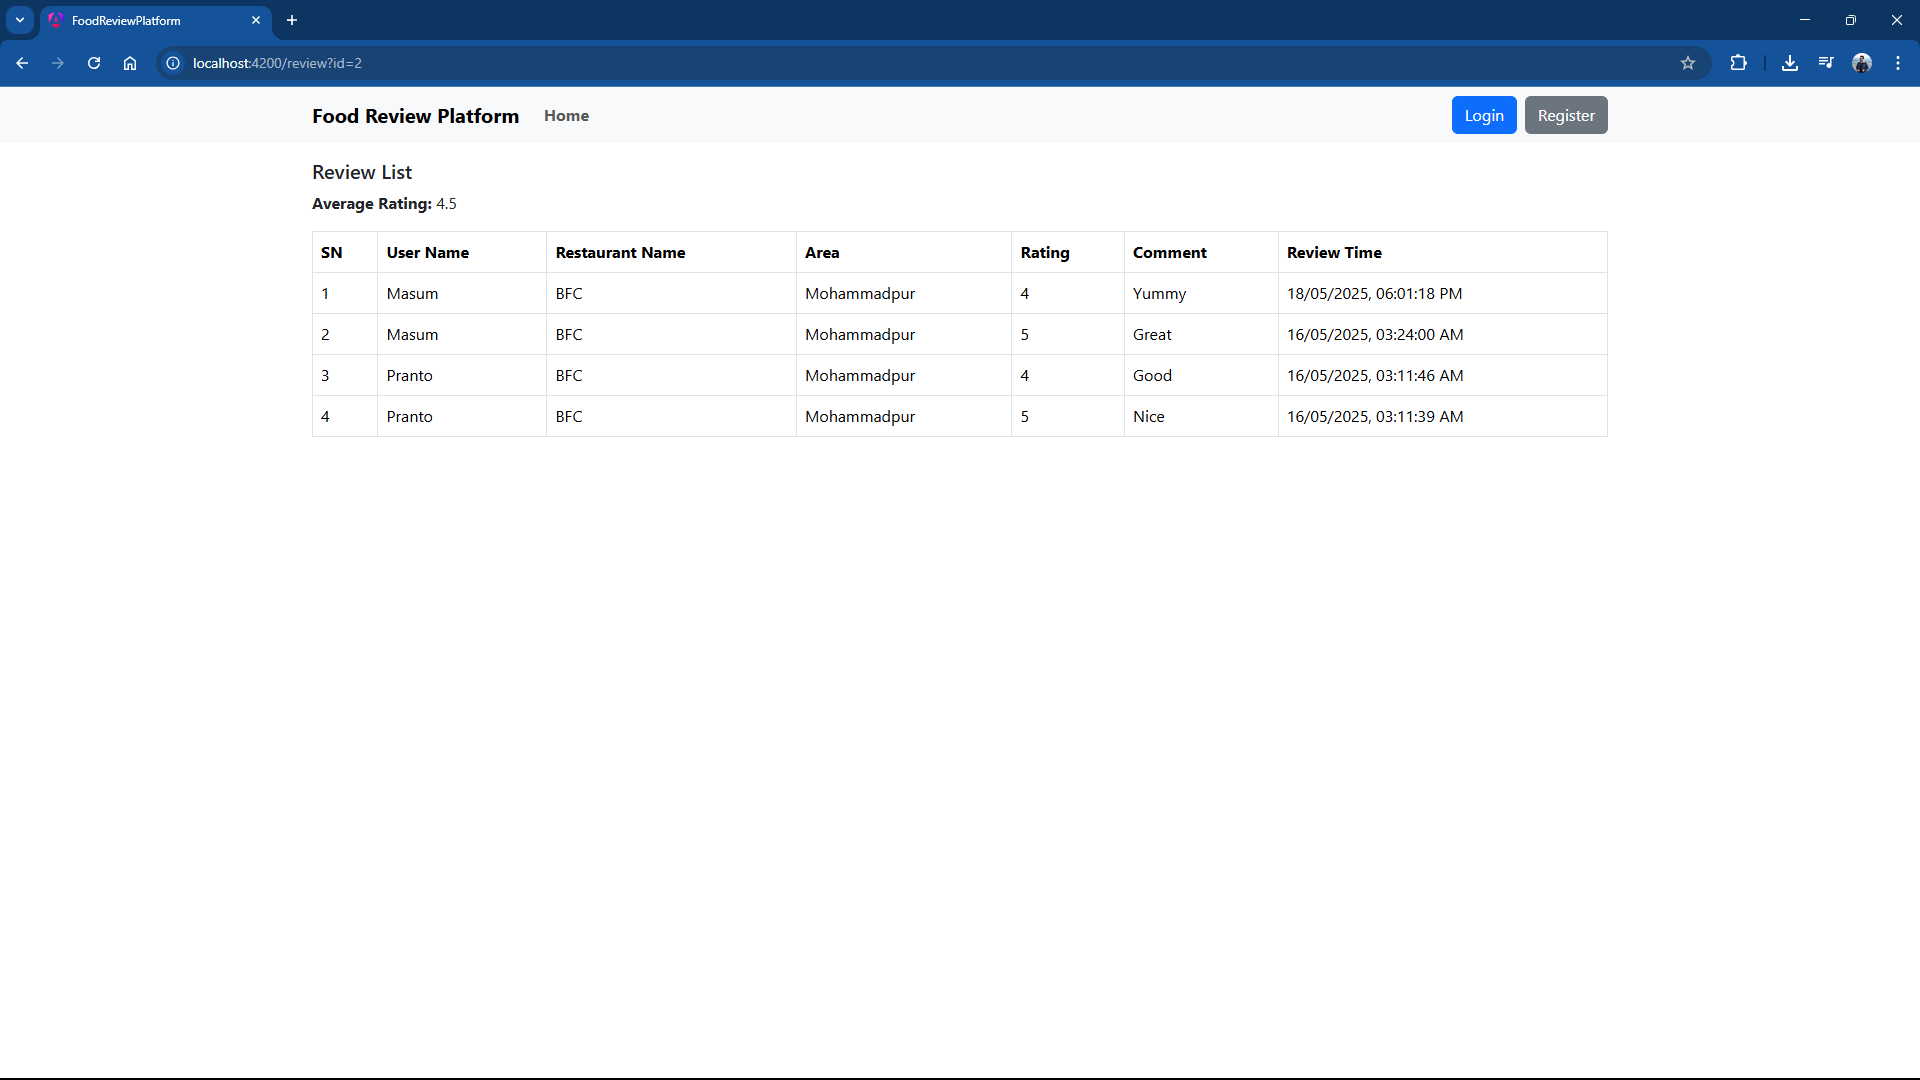 FoodReviewPlatform
localhost:4200/review?id=2
Food Review Platform Home Login Register
Review List
Average Rating: 4.5
SN User Name Restaurant Name Area Rating Comment Review Time
1 Masum BFC Mohammadpur 4 Yummy 18/05/2025, 06:01:18 PM
2 Masum BFC Mohammadpur 5 Great 16/05/2025, 03:24:00 AM
3 Pranto BFC Mohammadpur 4 Good 16/05/2025, 03:11:46 AM
4 Pranto BFC Mohammadpur 5 Nice 16/05/2025, 03:11:39 AM